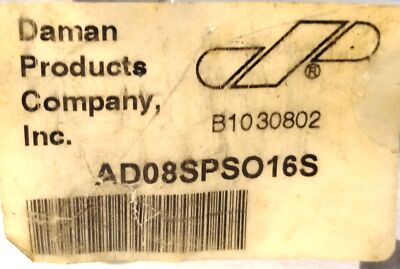 Daman
Products
Company,
Inc.
®
B1030802
AD08SPSO16S